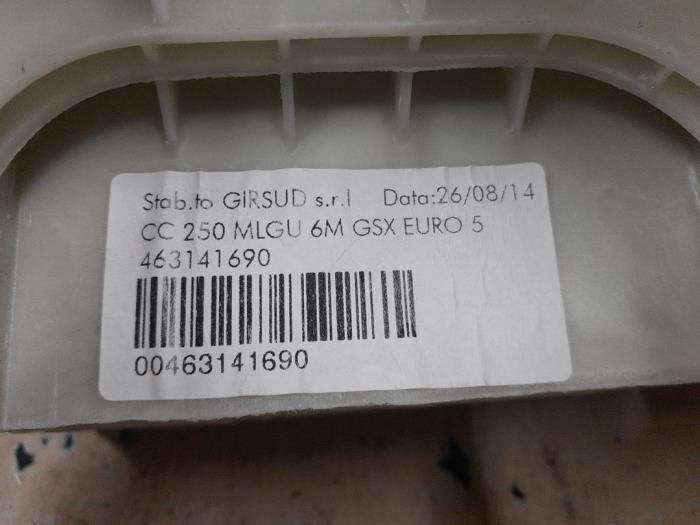 Stab.to GIRSUD s.r.l Data:26/08/14
CC 250 MLGU 6M GSX EURO 5
463141690
00463141690